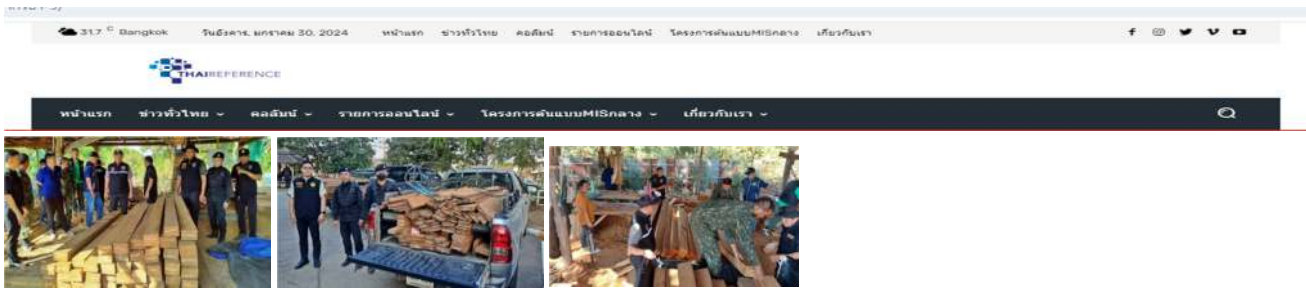 31.7 C Bangkok วันอังคาร, มกราคม 30, 2024 หน้าแรก ข่าวทั่วไทย คอลัมน์ รายการออนไลน์ โครงการต้นแบบMISกลาง เกี่ยวกับเรา
THAIREFERENCE
หน้าแรก ข่าวทั่วไทย คอลัมน์ รายการออนไลน์ โครงการต้นแบบMISกลาง เกี่ยวกับเรา